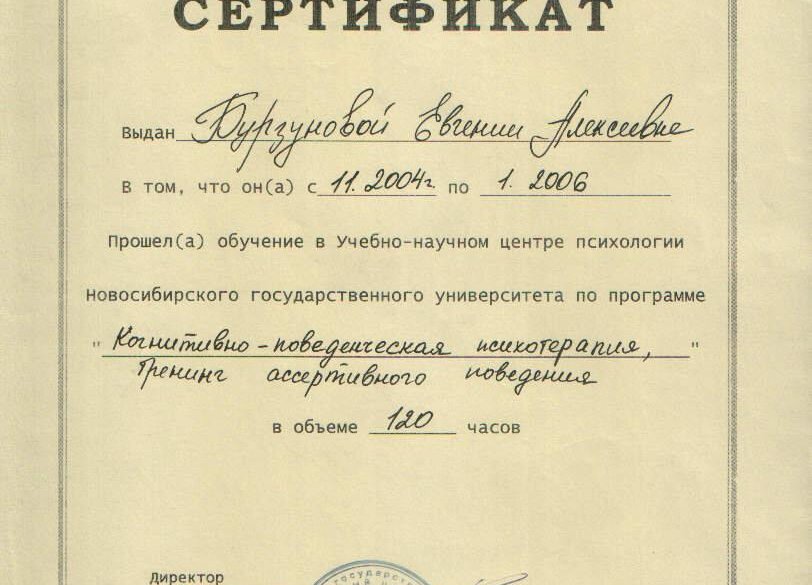 СЕРТИФИКАТ
Выдан Бурзуновой Евгении Алексеевне
В том, что он(а) с 11.2004г. по 1. 2006
Прошел(а) обучение в Учебно-научном центре психологии
Новосибирского государственного университета по программе
" Когнитивно-поведенческая психотерапия, "
тренинг ассертивного поведения
в объеме 120 часов
Директор